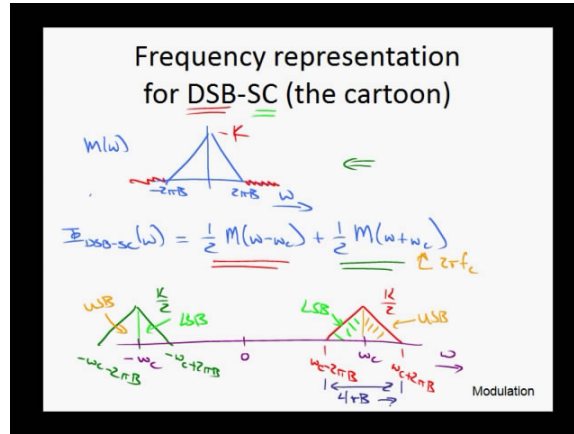 Frequency representation
for DSB-SC (the cartoon)
K
M(ω)
-2πB 2πB ω
Φ_DSB-SC(ω) = 1/2 M(ω-ω_c) + 1/2 M(ω+ω_c)
2πf_c
USB K/2 LSB LSB K/2 USB
-ω_c-2πB -ω_c -ω_c+2πB 0 ω_c-2πB ω_c ω_c+2πB ω
4πB
Modulation